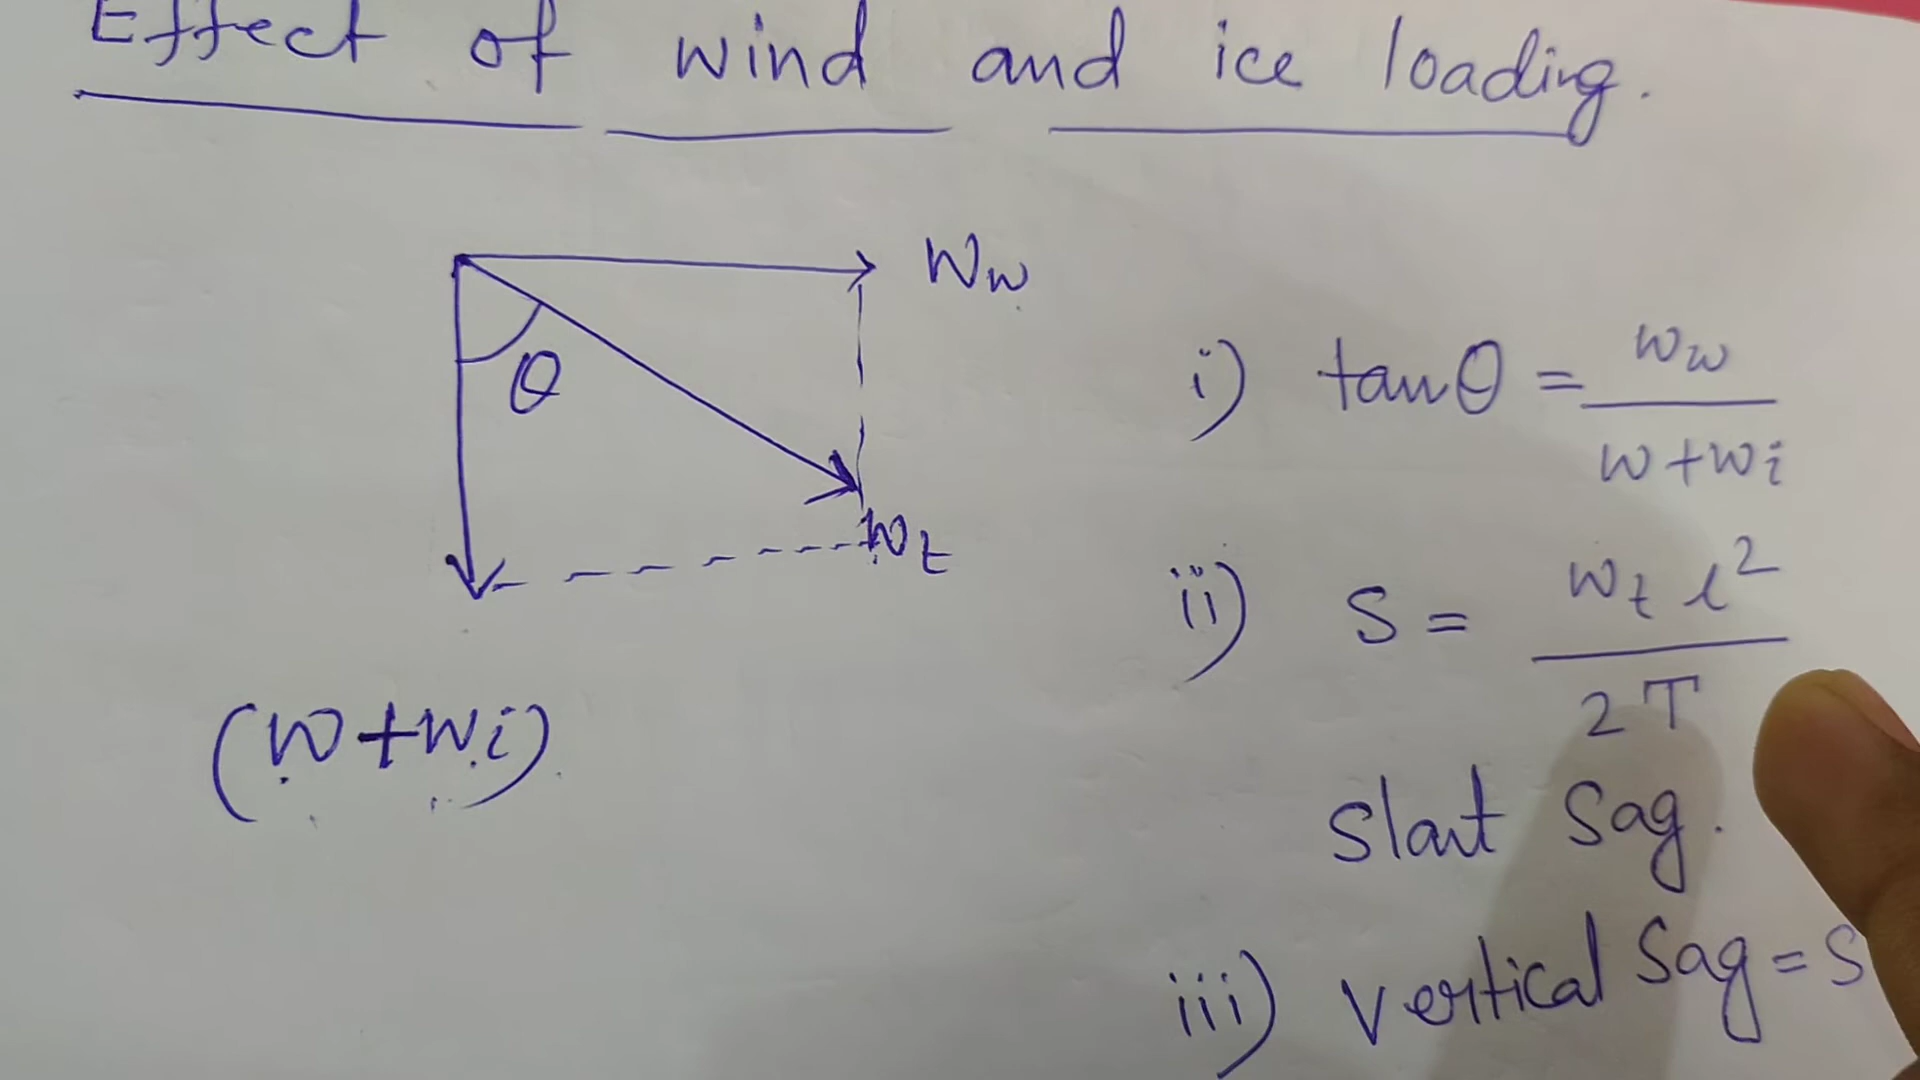 Effect of wind and ice loading.
Ww
θ
Wt
(W+Wi)
i) tanθ = Ww / W+Wi
ii) S = Wt l² / 2T
Slant Sag.
iii) Vertical Sag = S